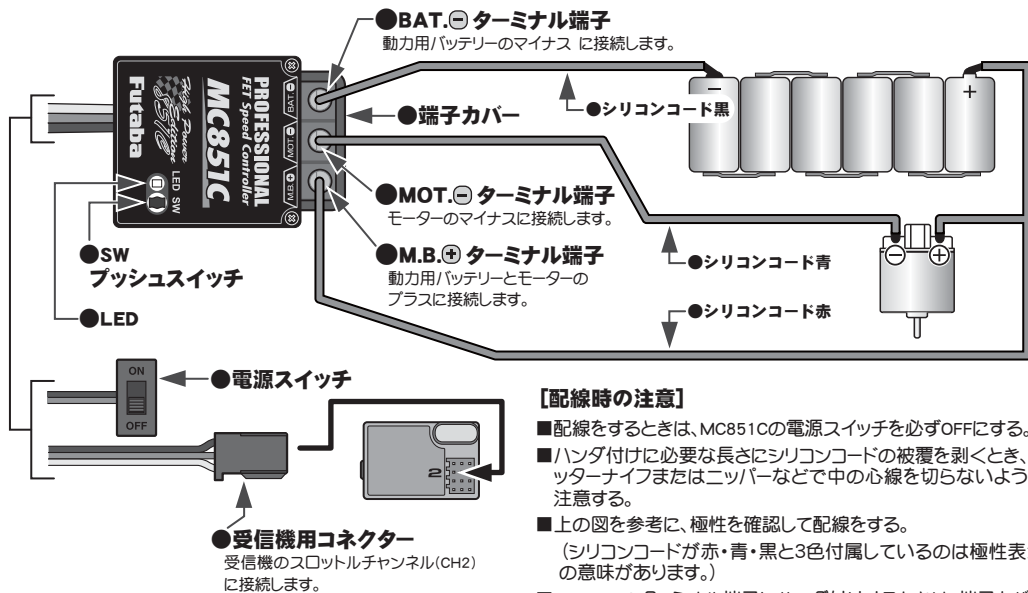 ●BAT.⊖ ターミナル端子
動力用バッテリーのマイナス に接続します。
●端子カバー
●シリコンコード黒
− +
PROFESSIONAL
FET Speed Controller
MC851C
High Power
Edition
851C
Futaba
LED SW
BAT.⊖
MOT.⊖
M.B.⊕
●MOT.⊖ ターミナル端子
モーターのマイナスに接続します。
●M.B.⊕ ターミナル端子
動力用バッテリーとモーターの
プラスに接続します。
●シリコンコード青
⊖ ⊕
●シリコンコード赤
●SW
プッシュスイッチ
●LED
ON
OFF
●電源スイッチ
2
●受信機用コネクター
受信機のスロットルチャンネル(CH2)
に接続します。
[配線時の注意]
■配線をするときは、MC851Cの電源スイッチを必ずOFFにする。
■ハンダ付けに必要な長さにシリコンコードの被覆を剥くとき、
ッターナイフまたはニッパーなどで中の心線を切らないよう
注意する。
■上の図を参考に、極性を確認して配線をする。
(シリコンコードが赤・青・黒と3色付属しているのは極性表
の意味があります。)